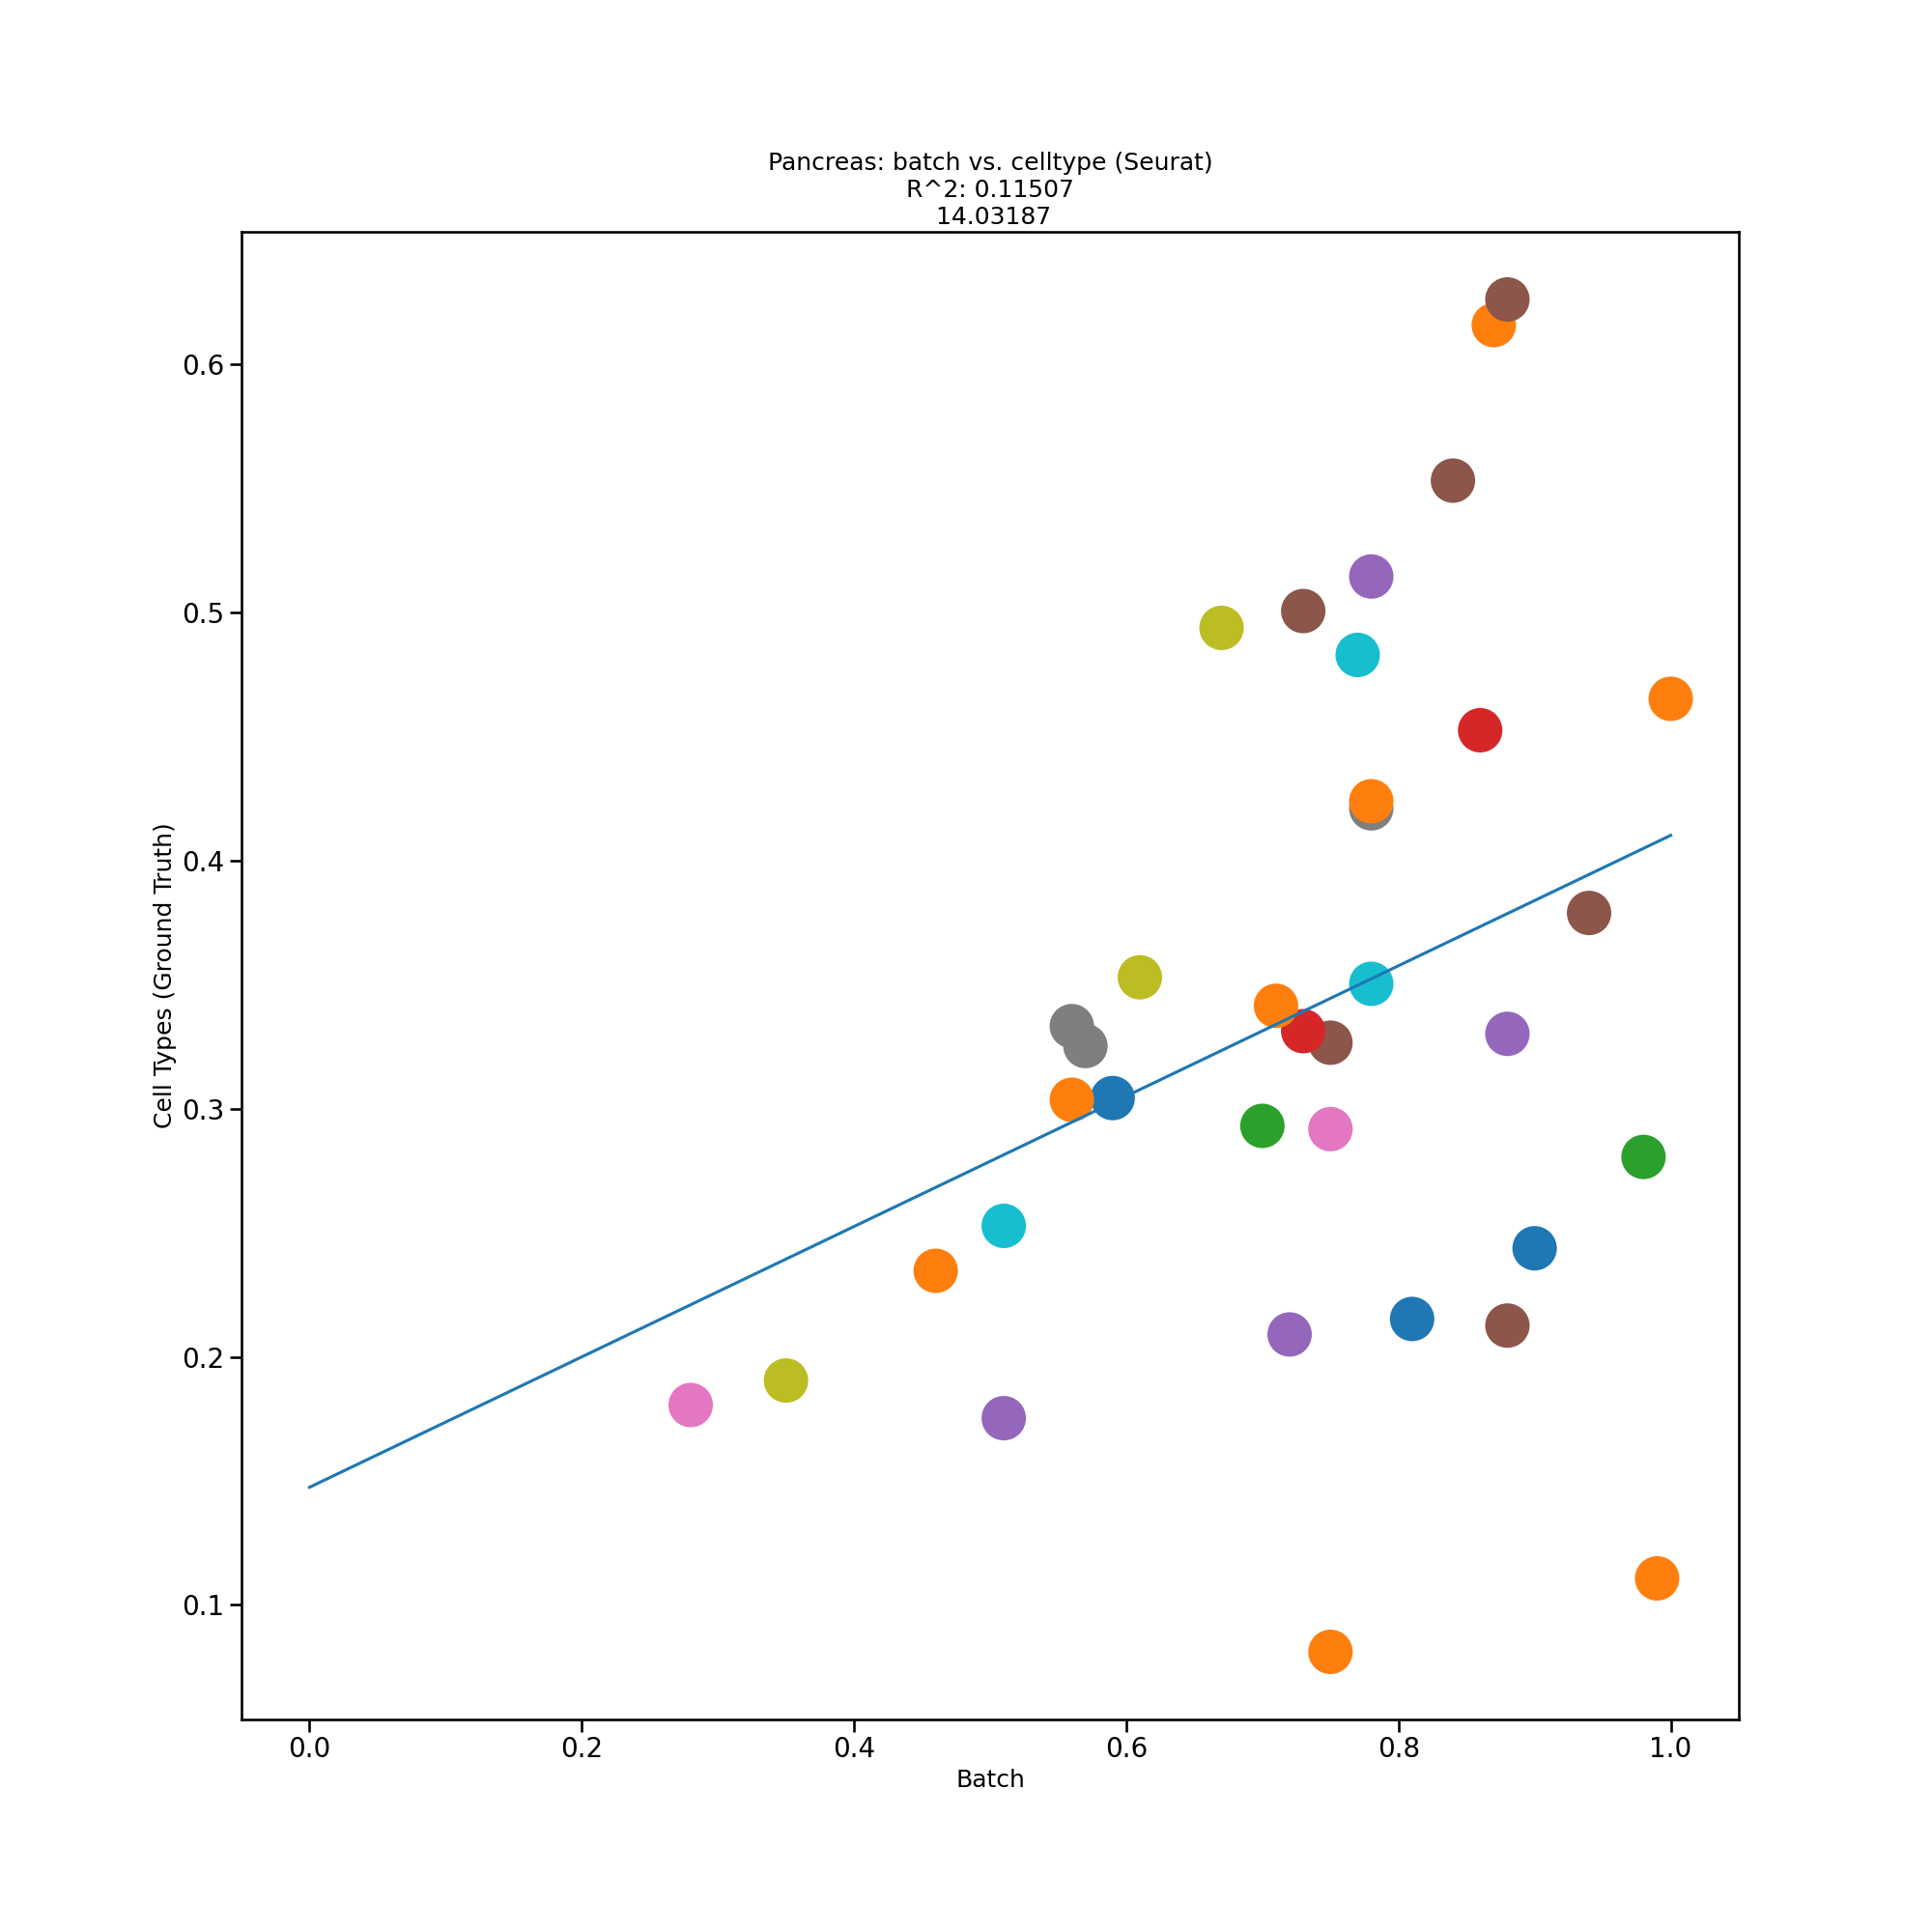 Pancreas: batch vs. celltype (Seurat)
R^2: 0.11507
14.03187
0.6
0.5
0.4
0.3
0.2
0.1
Cell Types (Ground Truth)
0.0 0.2 0.4 0.6 0.8 1.0
Batch